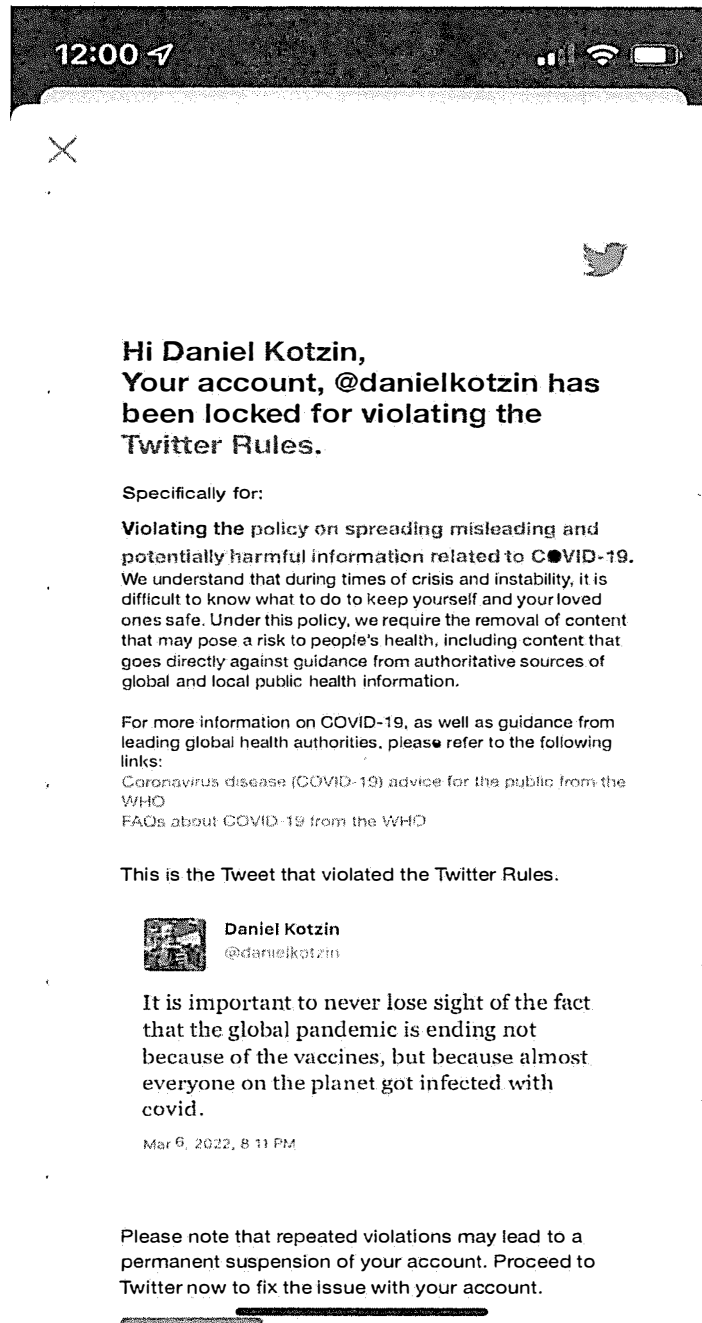 12:00
Hi Daniel Kotzin,
Your account, @danielkotzin has
been locked for violating the
Twitter Rules.
Specifically for:
Violating the policy on spreading misleading and
potentially harmful information related to COVID-19.
We understand that during times of crisis and instability, it is
difficult to know what to do to keep yourself and your loved
ones safe. Under this policy, we require the removal of content
that may pose a risk to people's health, including content that
goes directly against guidance from authoritative sources of
global and local public health information.
For more information on COVID-19, as well as guidance from
leading global health authorities, please refer to the following
links:
Coronavirus disease (COVID-19) advice for the public from the
WHO
FAQs about COVID-19 from the WHO
This is the Tweet that violated the Twitter Rules.
Daniel Kotzin
@danielkotzin
It is important to never lose sight of the fact
that the global pandemic is ending not
because of the vaccines, but because almost
everyone on the planet got infected with
covid.
Mar 6, 2022, 8 11 PM
Please note that repeated violations may lead to a
permanent suspension of your account. Proceed to
Twitter now to fix the issue with your account.